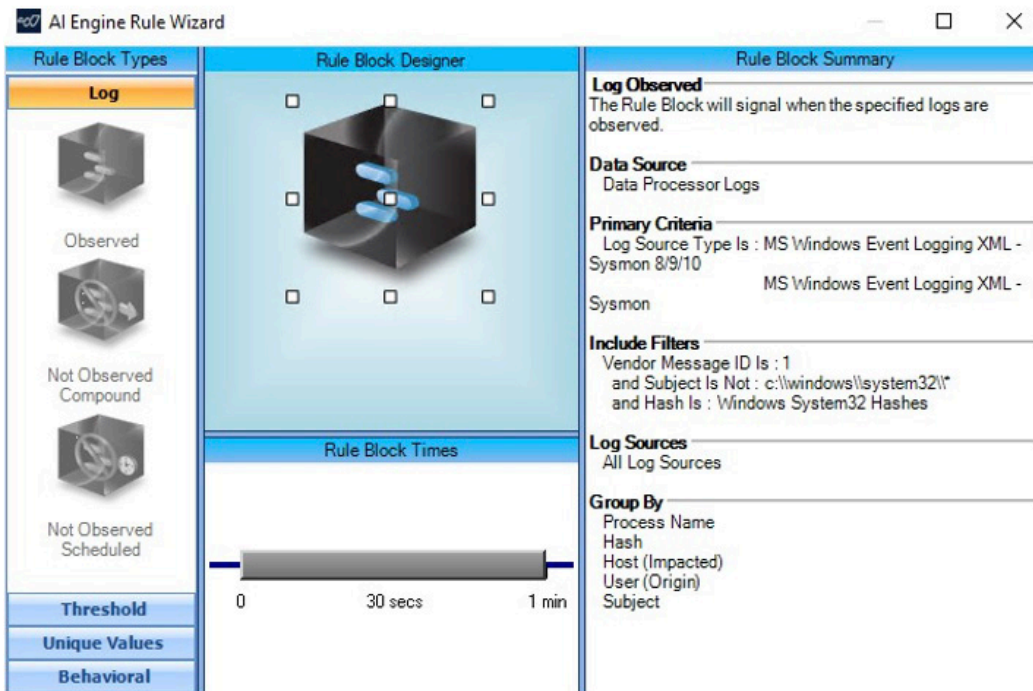 AI Engine Rule Wizard
Rule Block Types
Log
Observed
Not Observed
Compound
Not Observed
Scheduled
Threshold
Unique Values
Behavioral
Rule Block Designer
Rule Block Times
0 30 secs 1 min
Rule Block Summary
Log Observed
The Rule Block will signal when the specified logs are
observed.
Data Source
Data Processor Logs
Primary Criteria
Log Source Type Is : MS Windows Event Logging XML -
Sysmon 8/9/10
MS Windows Event Logging XML -
Sysmon
Include Filters
Vendor Message ID Is : 1
and Subject Is Not : c:\\windows\\system32\\*
and Hash Is : Windows System32 Hashes
Log Sources
All Log Sources
Group By
Process Name
Hash
Host (Impacted)
User (Origin)
Subject